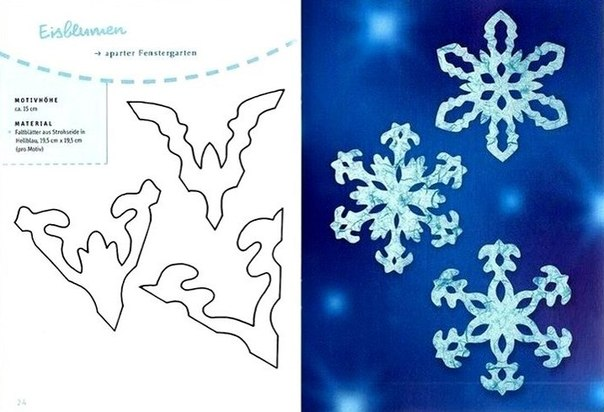 Eisblumen
→ aparter Fenstergarten
MOTIVHÖHE
ca. 15 cm
MATERIAL
Faltblätter aus Strohseide in
Hellblau, 19,5 cm x 19,5 cm
(pro Motiv)
24